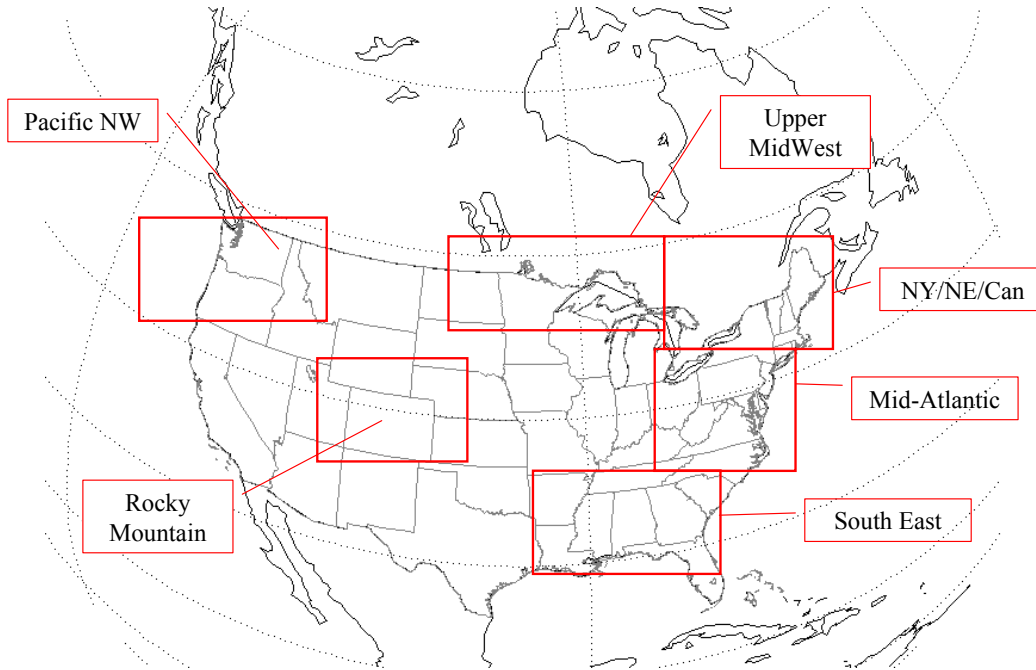 Pacific NW
Upper
MidWest
NY/NE/Can
Mid-Atlantic
Rocky
Mountain
South East